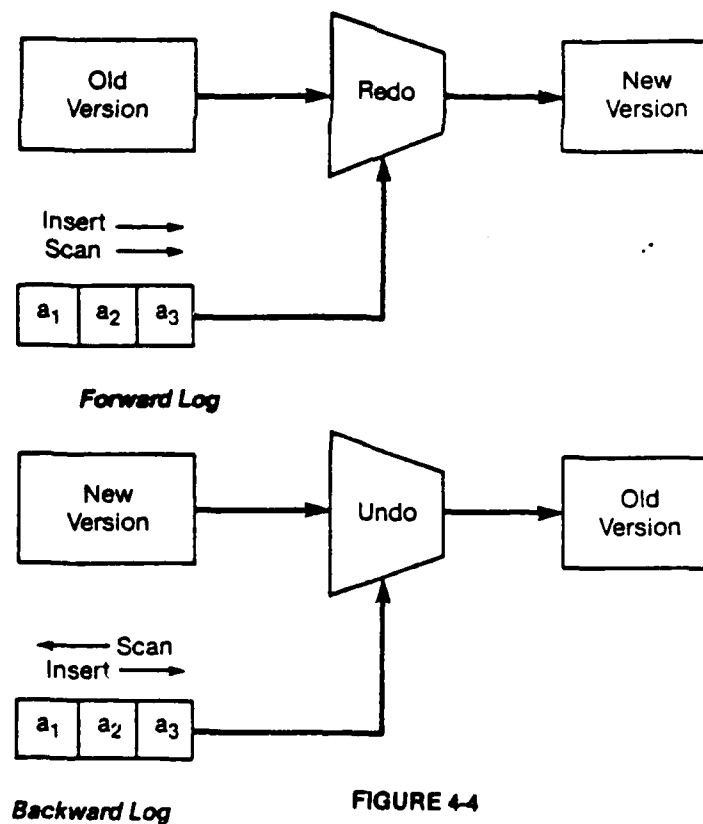 Old
Version
Redo
New
Version
Insert
Scan
a1 a2 a3
Forward Log
New
Version
Undo
Old
Version
Scan
Insert
a1 a2 a3
Backward Log
FIGURE 4-4